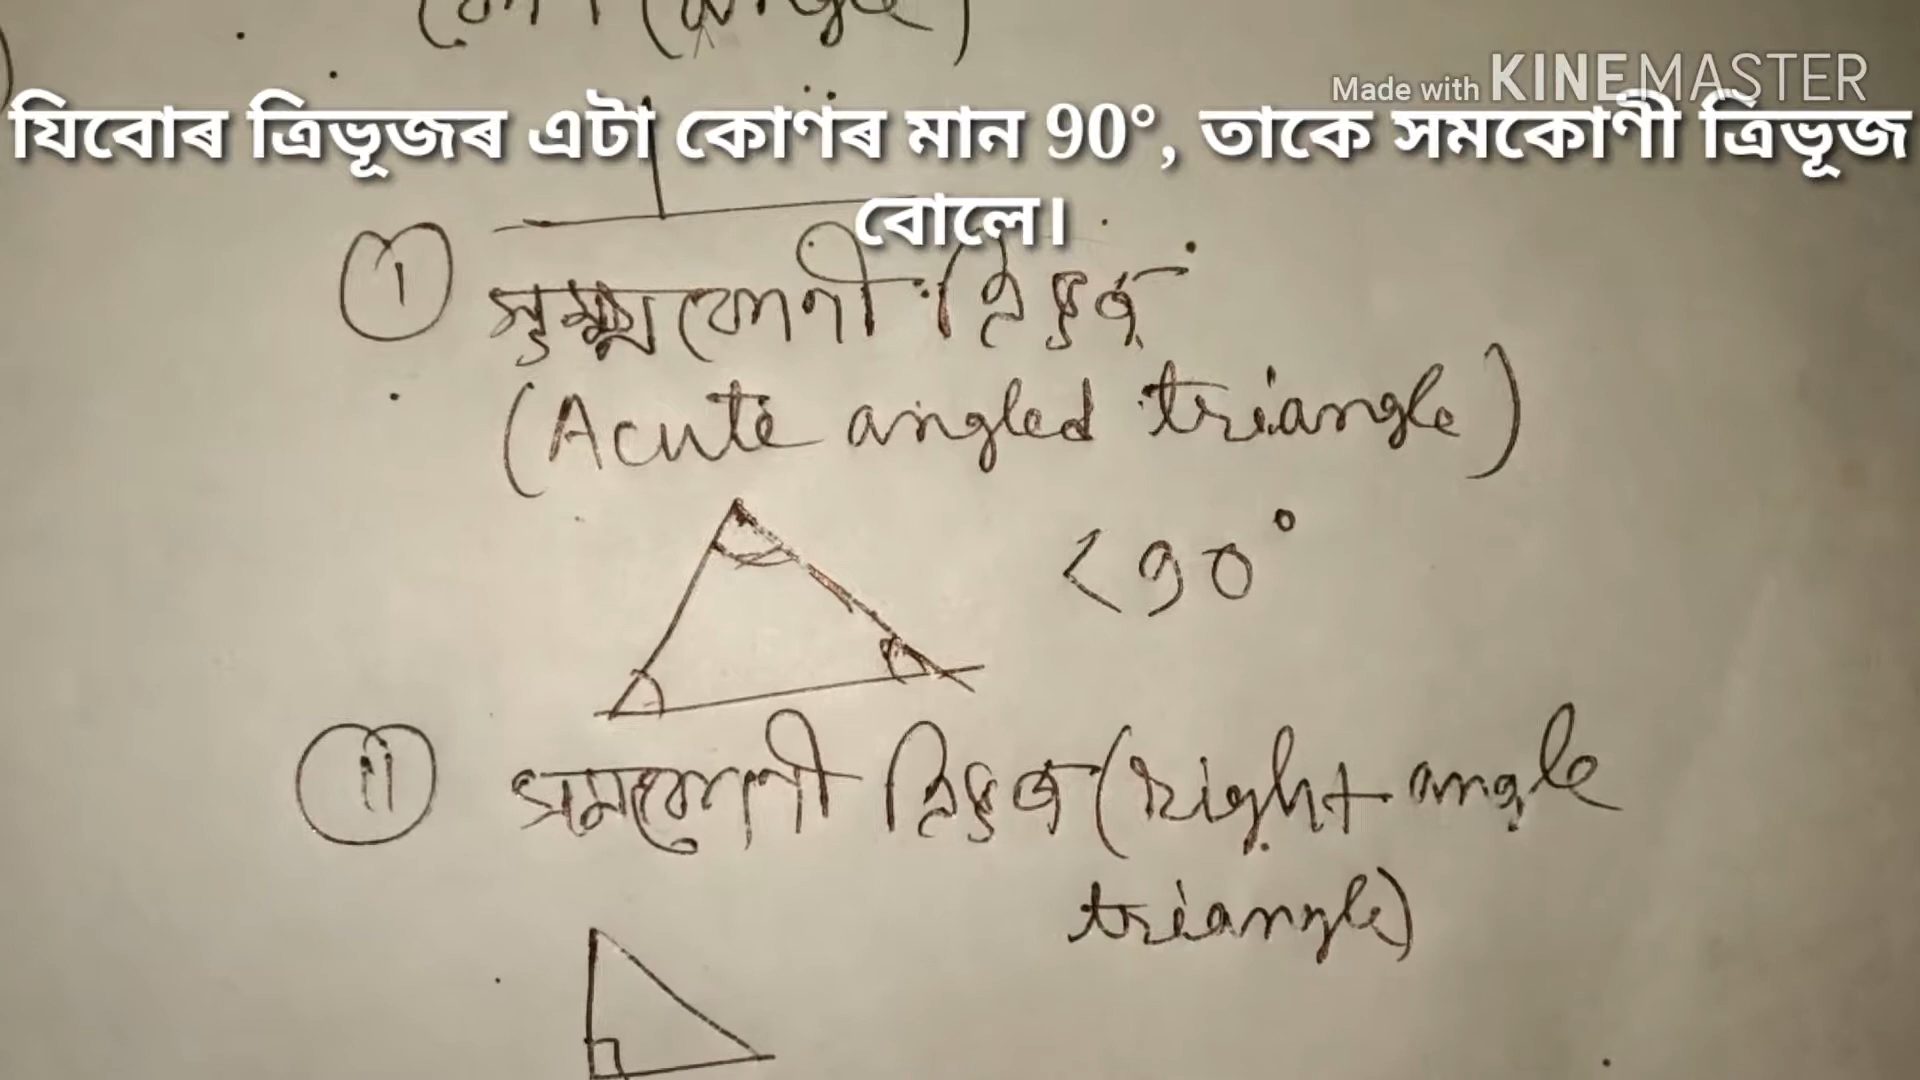 Made with KINEMASTER
যিবোৰ ত্ৰিভূজৰ এটা কোণৰ মান 90°, তাকে সমকোণী ত্ৰিভূজ
বোলে।
I সূক্ষ্মকোণী ত্ৰিভুজ
(Acute angled triangle)
< 90°
II সমকোণী ত্ৰিভুজ (right angle
triangle)